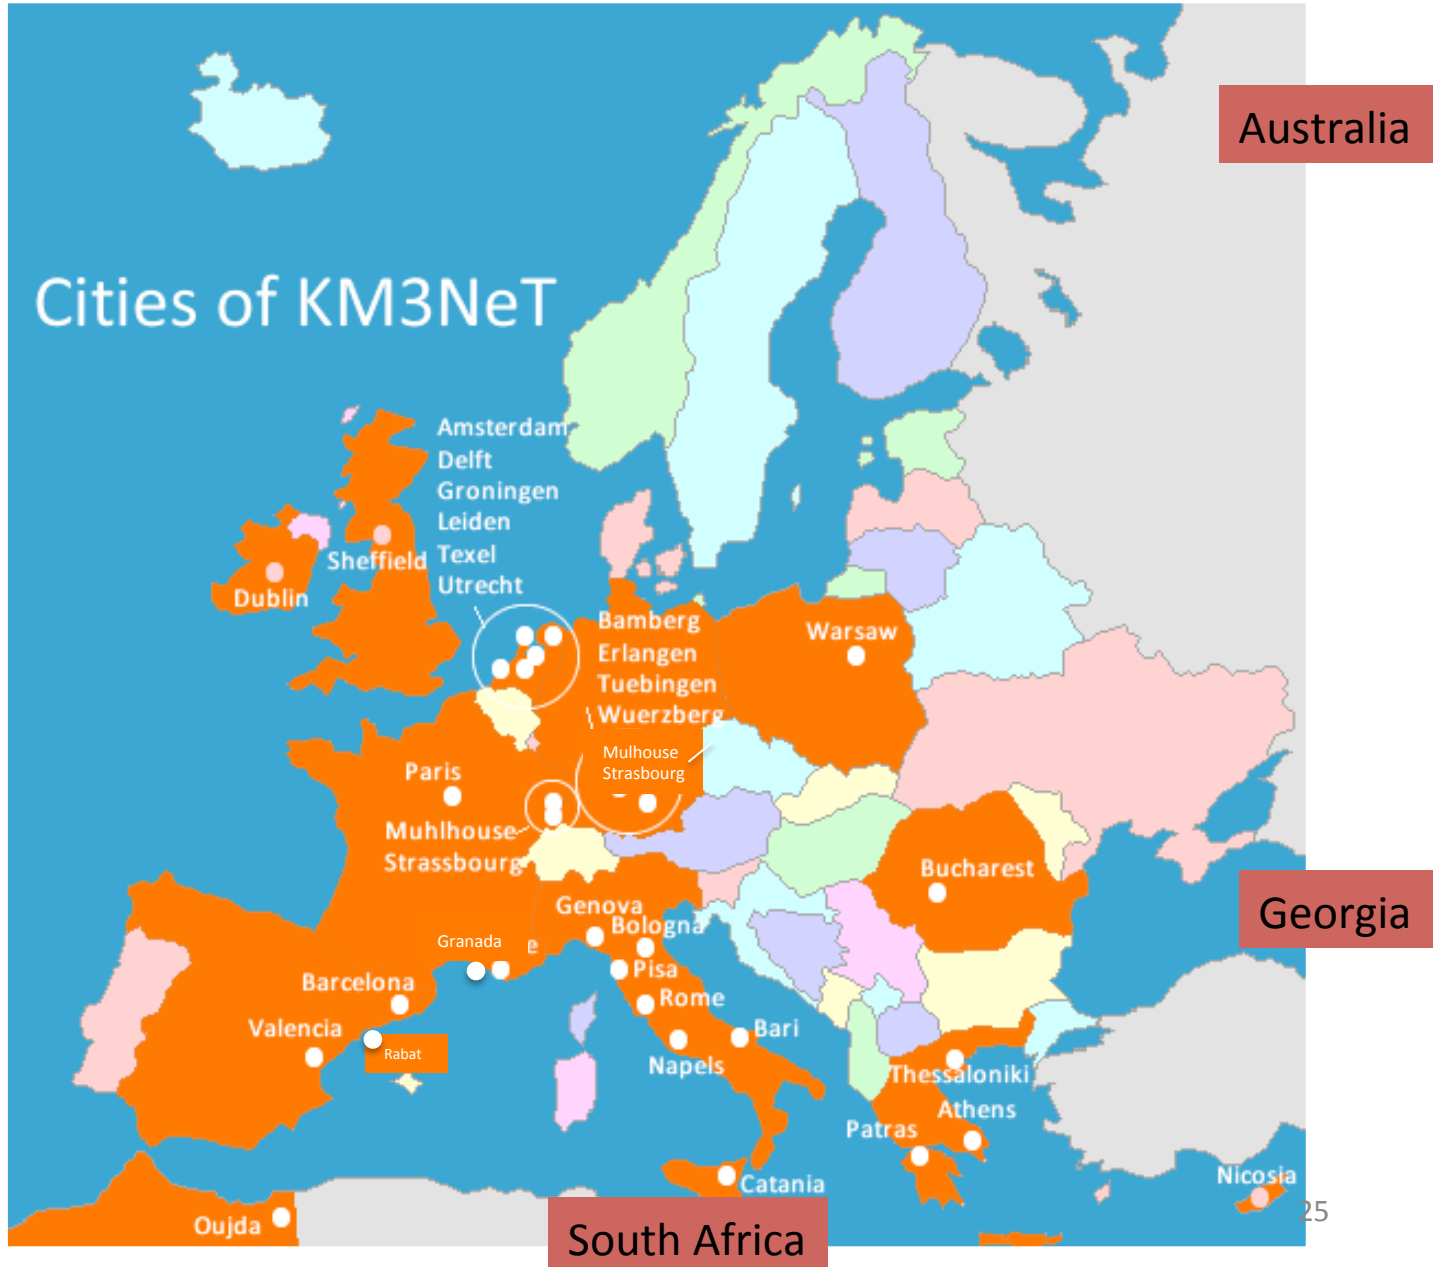 Australia
Cities of KM3NeT
Amsterdam
Delft
Groningen
Leiden
Texel
Utrecht
Sheffield
Dublin
Bamberg
Erlangen
Tuebingen
Wuerzberg
Warsaw
Mulhouse
Strasbourg
Paris
Muhlhouse
Strassbourg
Bucharest
Georgia
Genova
Bologna
Granada
e
Pisa
Barcelona
Rome
Valencia
Bari
Rabat
Napels
Thessaloniki
Athens
Patras
Nicosia
Catania
Oujda
25
South Africa